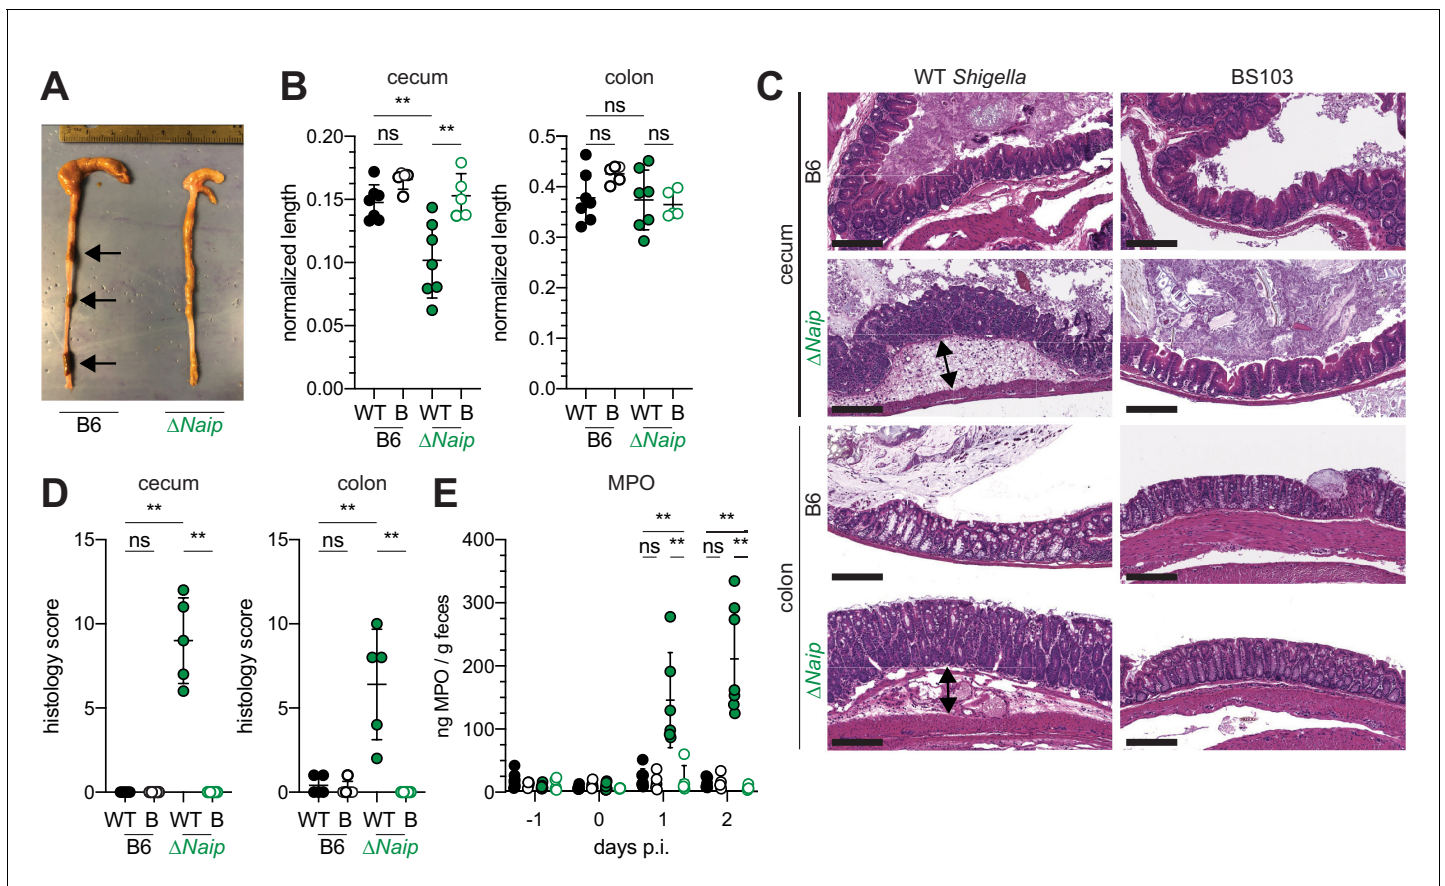 A
B6
ΔNaip
B
cecum
**
ns
**
normalized length
0.20
0.15
0.10
0.05
0.00
WT B WT B
B6 ΔNaip
colon
ns
ns
ns
normalized length
0.5
0.4
0.3
0.2
0.1
0.0
WT B WT B
B6 ΔNaip
C
WT Shigella
BS103
cecum
B6
ΔNaip
colon
B6
ΔNaip
D
cecum
**
ns
**
histology score
15
10
5
0
WT B WT B
B6 ΔNaip
colon
**
ns
**
histology score
15
10
5
0
WT B WT B
B6 ΔNaip
E
MPO
** **
ns ** ns **
ng MPO / g feces
400
300
200
100
0
-1 0 1 2
days p.i.